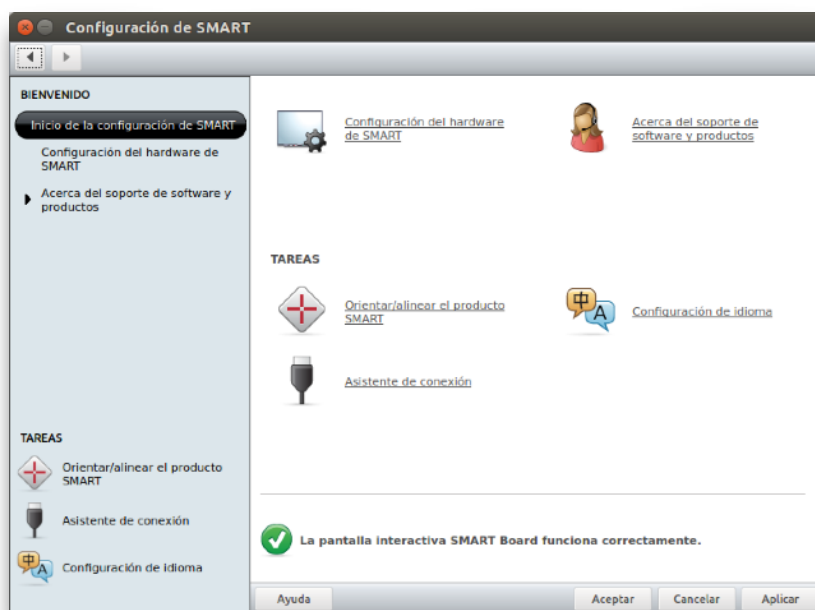 Configuración de SMART
BIENVENIDO
Inicio de la configuración de SMART
Configuración del hardware de
SMART
Acerca del soporte de software y
productos
TAREAS
Orientar/alinear el producto
SMART
Asistente de conexión
Configuración de idioma
Configuración del hardware
de SMART
Acerca del soporte de
software y productos
TAREAS
Orientar/alinear el producto
SMART
Configuración de idioma
Asistente de conexión
La pantalla interactiva SMART Board funciona correctamente.
Ayuda
Aceptar
Cancelar
Aplicar